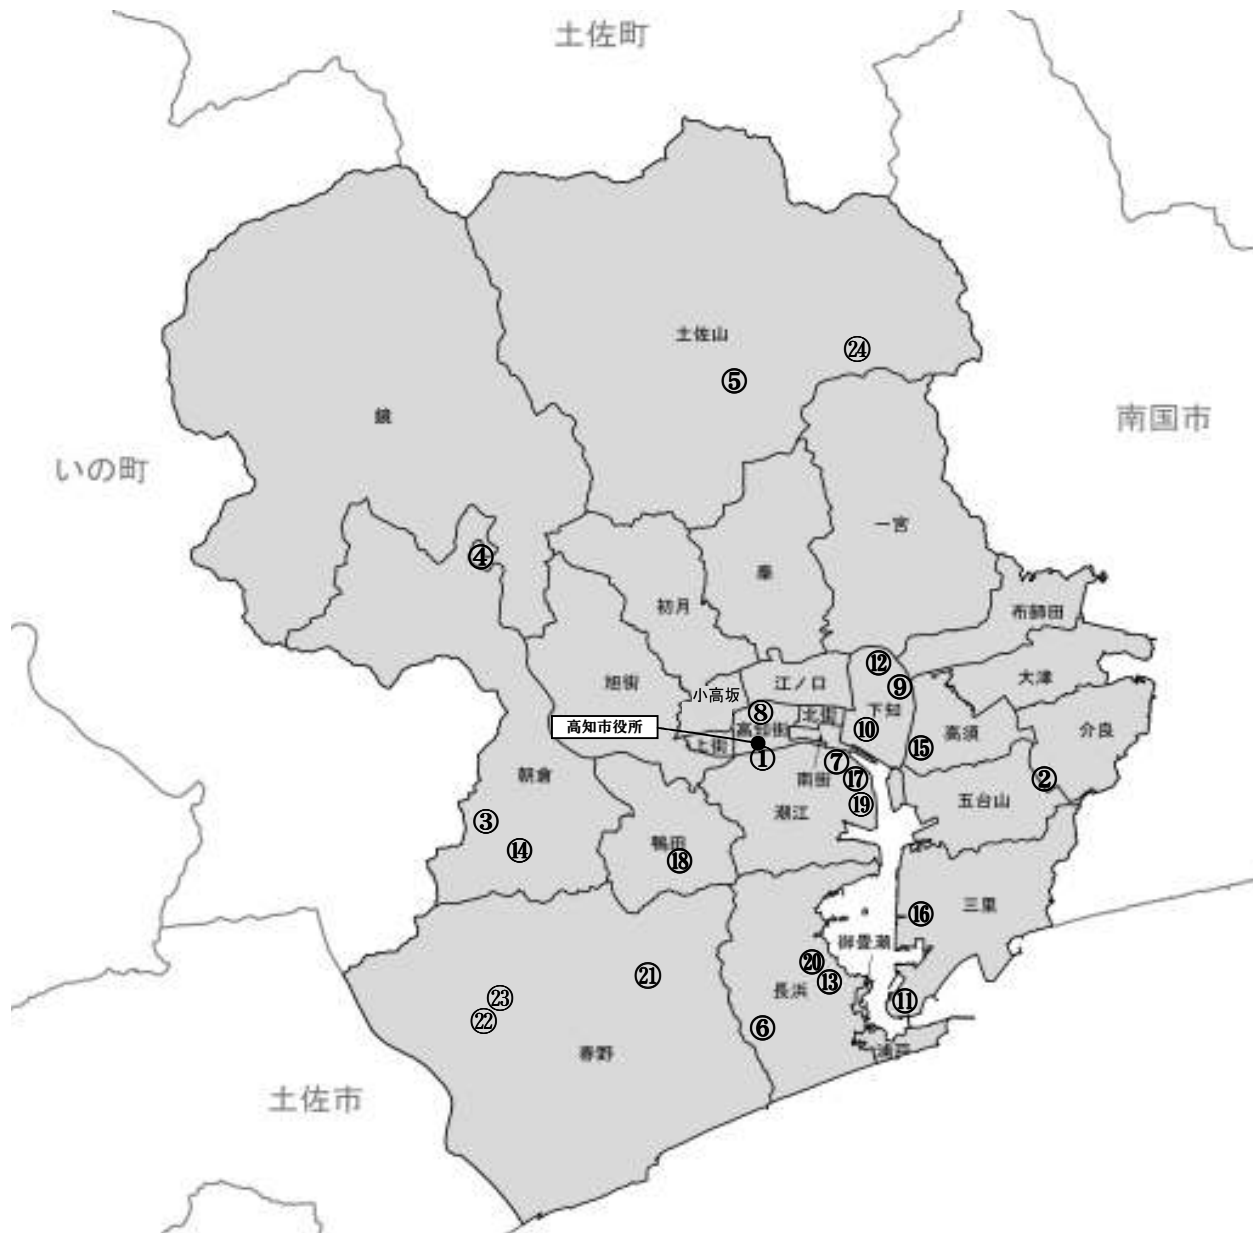 土佐町
土佐山
㉔
⑤
鏡
南国市
いの町
一宮
④
秦
初月
布師田
⑫
江ノ口
大津
旭街
小高坂
⑨
⑧
北街
下知
高知市役所
高知街
⑩
高須
介良
上街
⑮
①
⑦
朝倉
南街
⑰
②
五台山
⑲
潮江
③
鴨田
⑭
⑱
三里
⑯
御畳瀬
⑳
㉑
⑬
長浜
㉓
⑪
㉒
⑥
春野
浦戸
土佐市